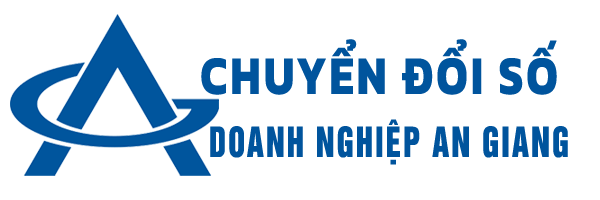 CHUYỂN ĐỔI SỐ
DOANH NGHIỆP AN GIANG